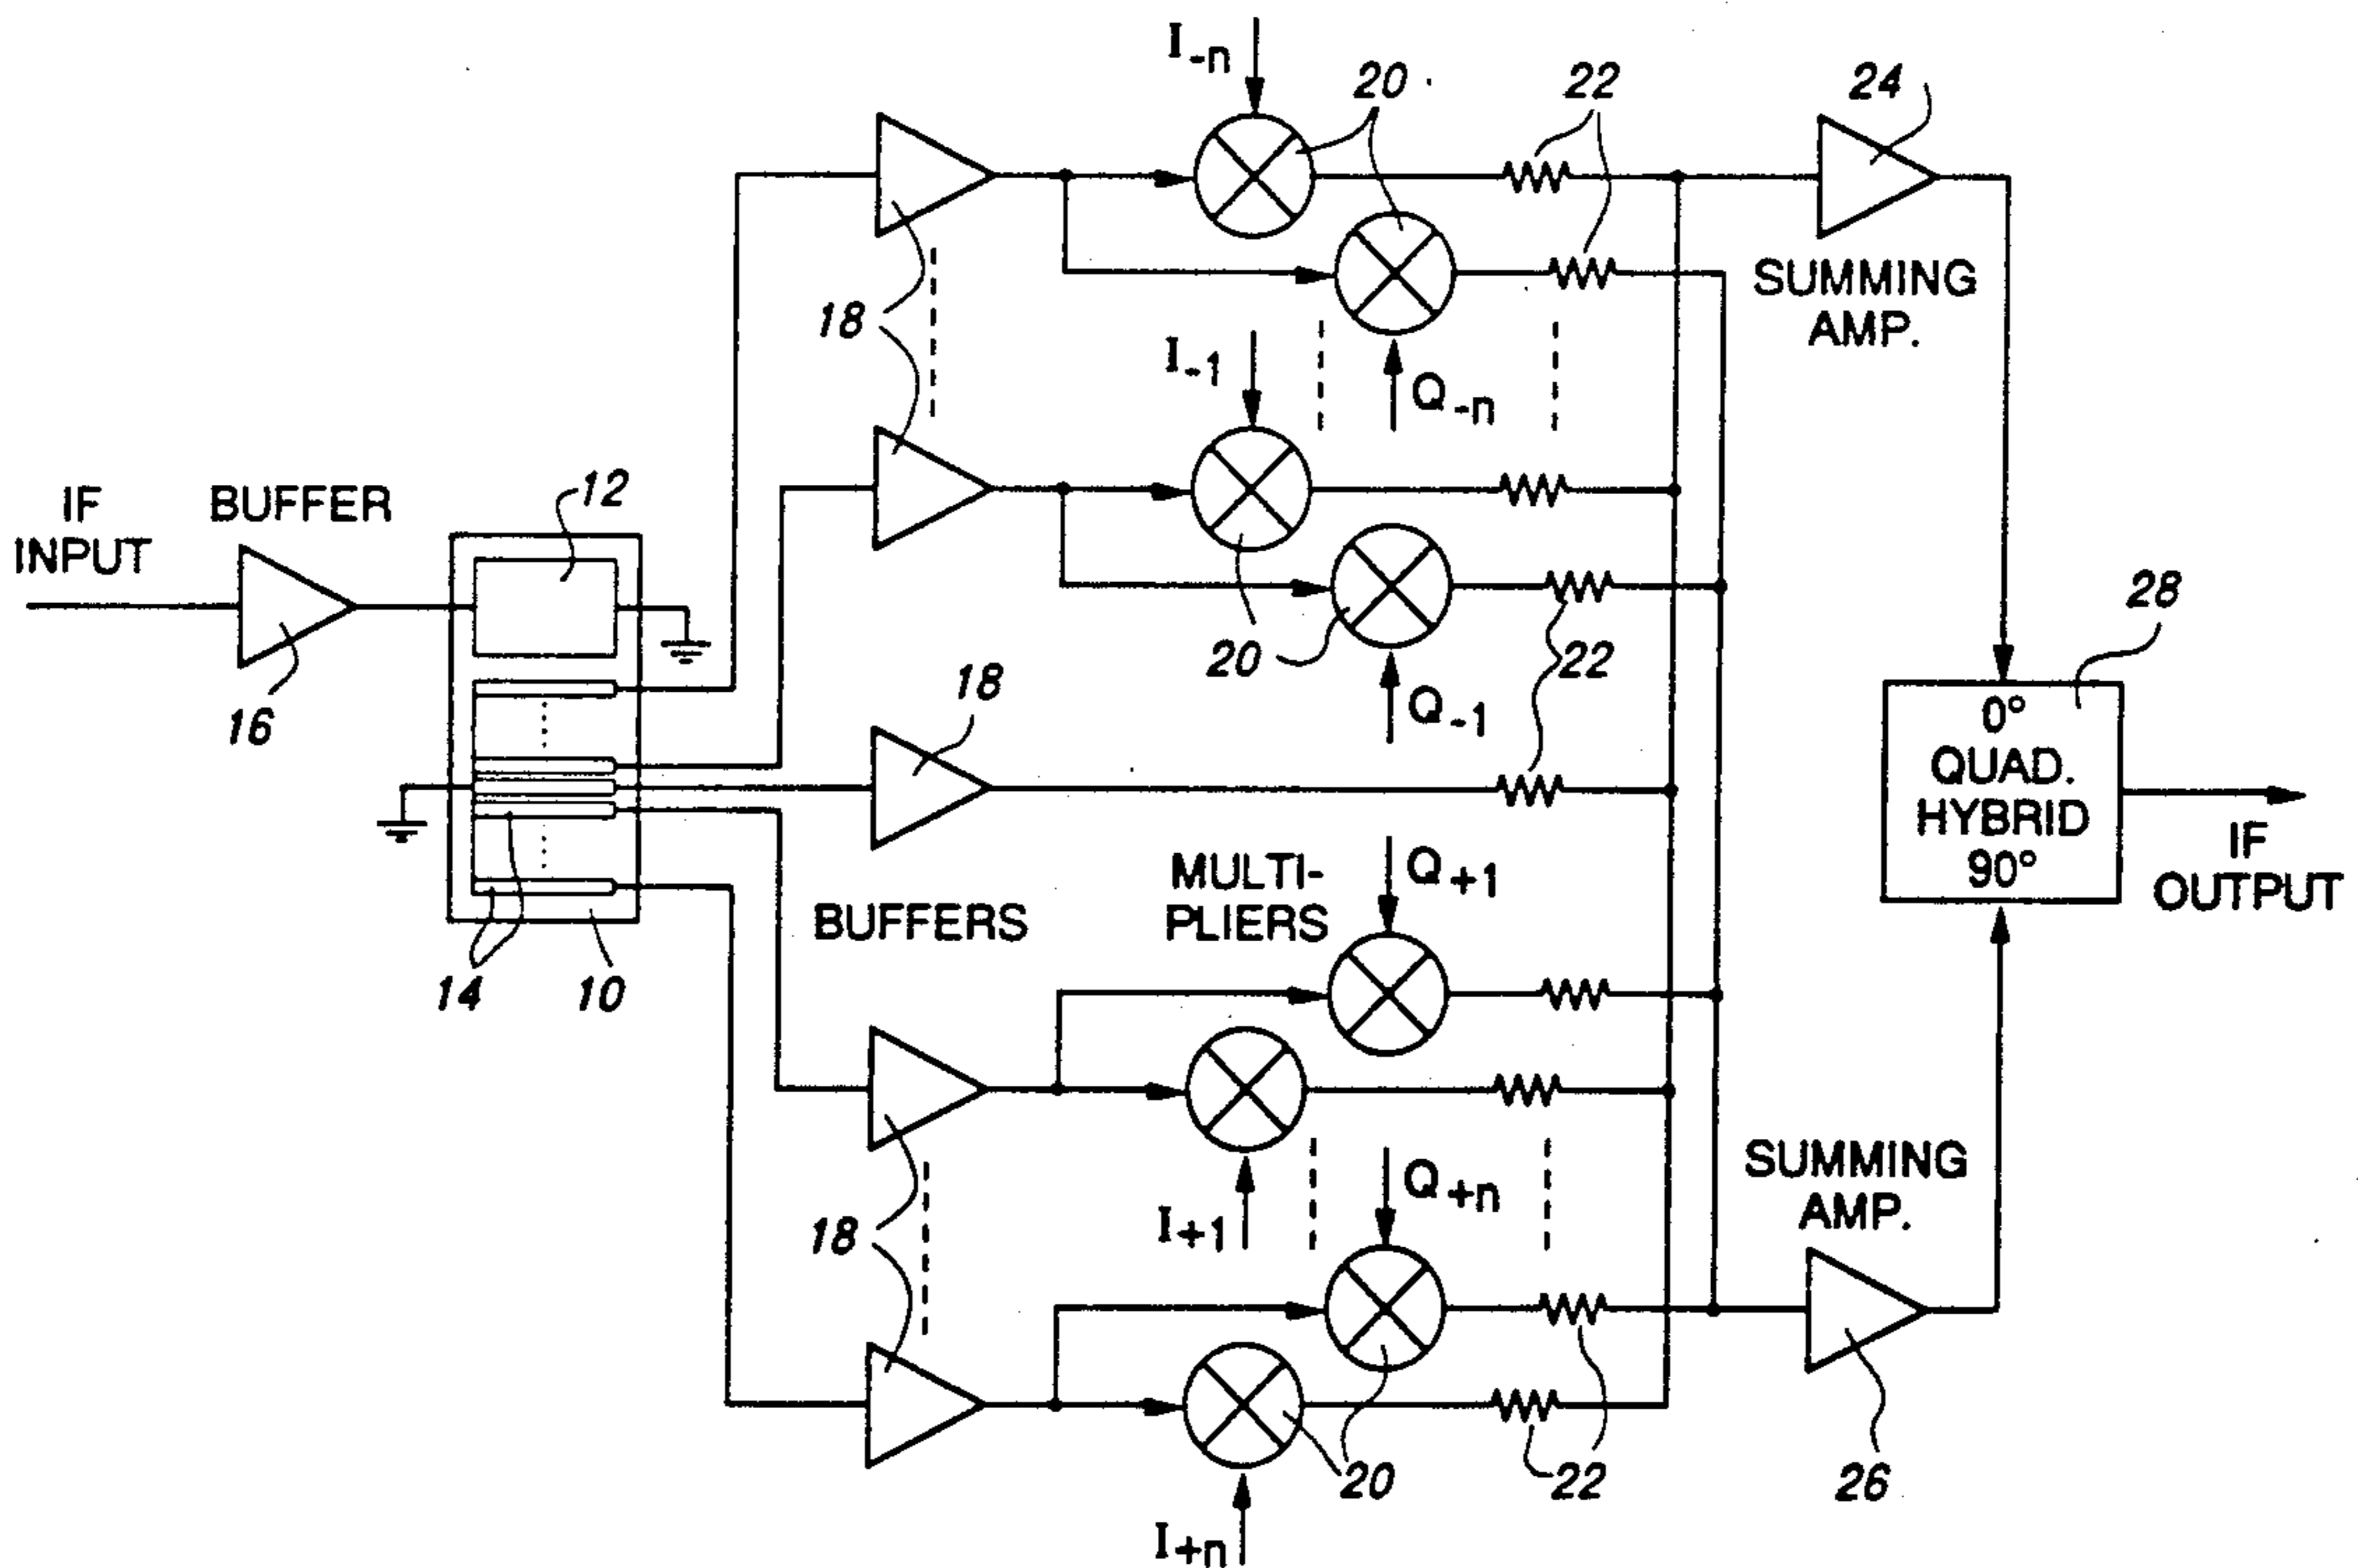 I-n
20
22
24
SUMMING
AMP.
18
I-1
Q-n
IF
INPUT
BUFFER
12
16
20
22
28
18
Q-1
0°
QUAD.
HYBRID
90°
IF
OUTPUT
14
10
BUFFERS
MULTI-
PLIERS
Q+1
18
I+1
Q+n
SUMMING
AMP.
20
22
26
I+n